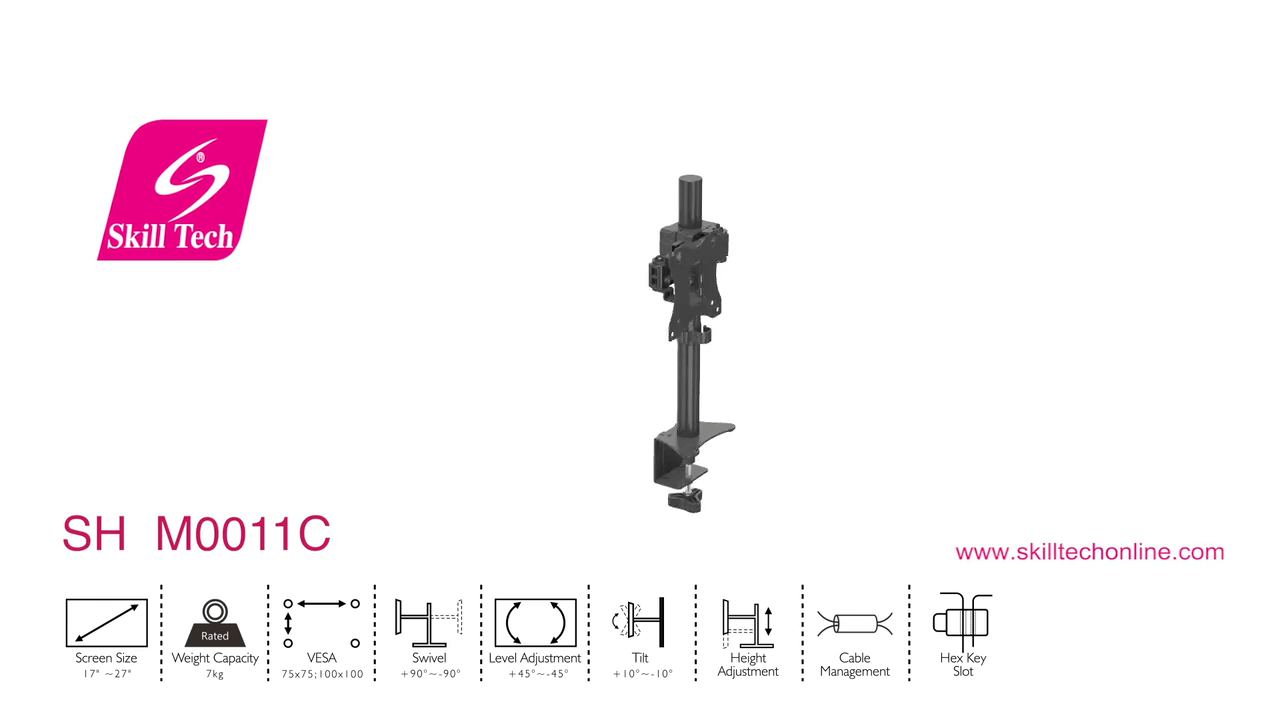 ®
Skill Tech
SH M0011C
www.skilltechonline.com
Rated
Screen Size
17" ~27"
Weight Capacity
7kg
VESA
75x75;100x100
Swivel
+90°~-90°
Level Adjustment
+45°~-45°
Tilt
+10°~-10°
Height
Adjustment
Cable
Management
Hex Key
Slot